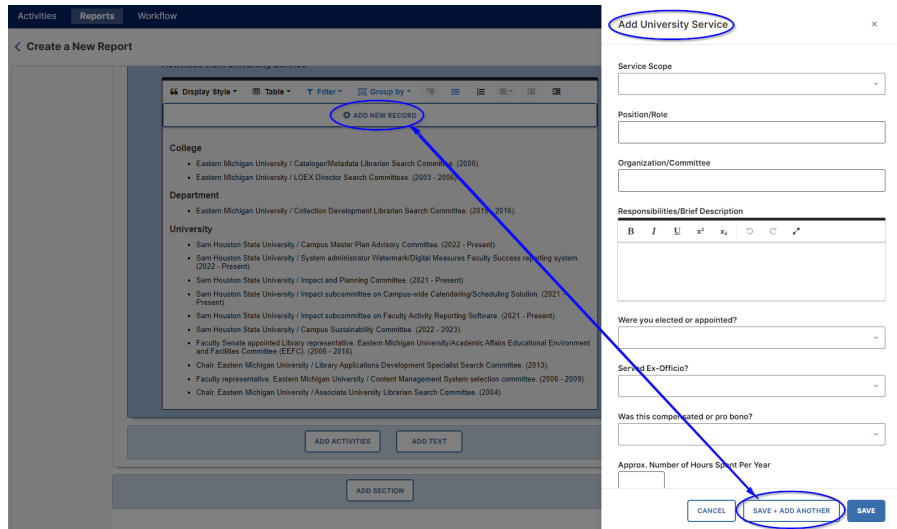 Activities Reports Workflow
Create a New Report
Activities from University Service
Display Style Table Filter Group by
ADD NEW RECORD
College
Eastern Michigan University / Cataloger/Metadata Librarian Search Committee. (2008).
Eastern Michigan University / LOEX Director Search Committees. (2003 - 2006).
Department
Eastern Michigan University / Collection Development Librarian Search Committee. (2015 - 2016).
University
Sam Houston State University / Campus Master Plan Advisory Committee. (2022 - Present).
Sam Houston State University / System administrator Watermark/Digital Measures Faculty Success reporting system.
(2022 - Present).
Sam Houston State University / Impact and Planning Committee. (2021 - Present).
Sam Houston State University / Impact subcommittee on Campus-wide Calendaring/Scheduling Solution. (2021 -
Present).
Sam Houston State University / Impact subcommittee on Faculty Activity Reporting Software. (2021 - Present).
Sam Houston State University / Campus Sustainability Committee. (2022 - 2023).
Faculty Senate appointed Library representative, Eastern Michigan University/Academic Affairs Educational Environment
and Facilities Committee (EEFC). (2006 - 2016).
Chair, Eastern Michigan University / Library Applications Development Specialist Search Committee. (2013).
Faculty representative, Eastern Michigan University / Content Management System selection committee. (2006 - 2009).
Chair, Eastern Michigan University / Associate University Librarian Search Committee. (2004).
ADD ACTIVITIES ADD TEXT
ADD SECTION
Add University Service ×
Service Scope
Position/Role
Organization/Committee
Responsibilities/Brief Description
B I U x² x₂
Were you elected or appointed?
Served Ex-Officio?
Was this compensated or pro bono?
Approx. Number of Hours Spent Per Year
CANCEL SAVE + ADD ANOTHER SAVE